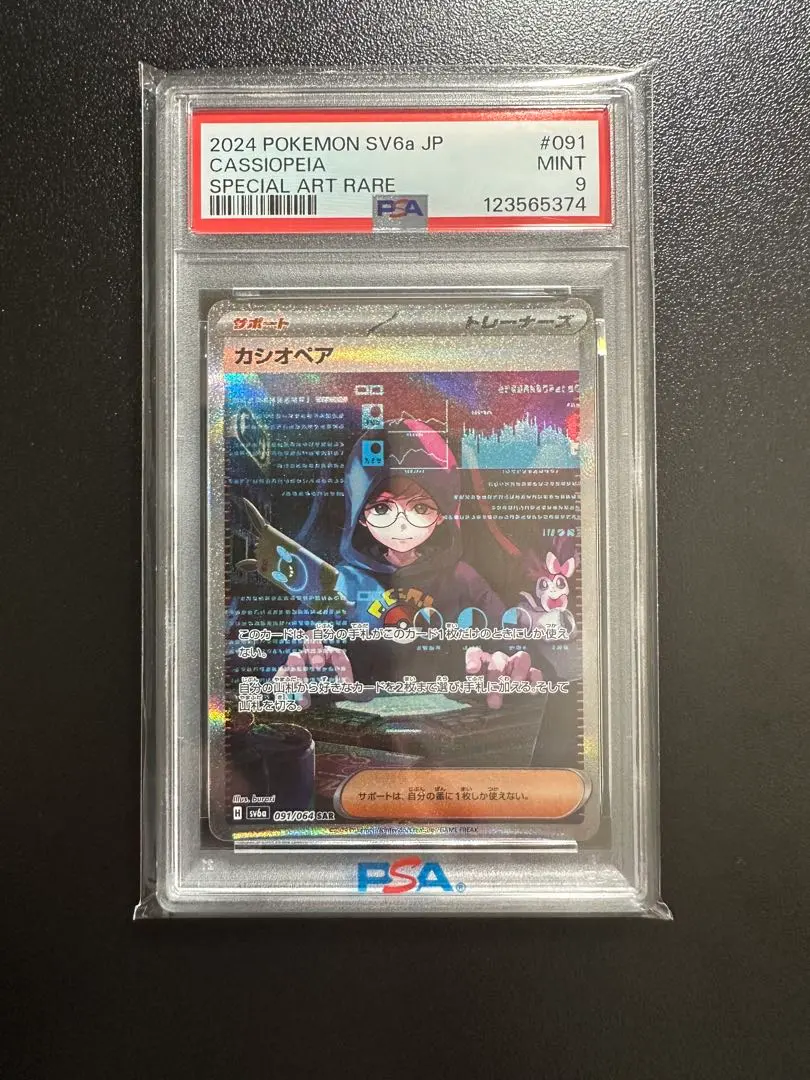 2024 POKEMON SV6a JP #091
CASSIOPEIA MINT
SPECIAL ART RARE 9
PSA 123565374
サポート トレーナーズ
カシオペア
このカードは、自分の手札がこのカード1枚だけのときにしか使え
ない。
自分の山札から好きなカードを2枚まで選び、手札に加える。そして
山札を切る。
サポートは、自分の番に1枚しか使えない。
Illus. burari
H sv6a 091/064 SAR
PSA®